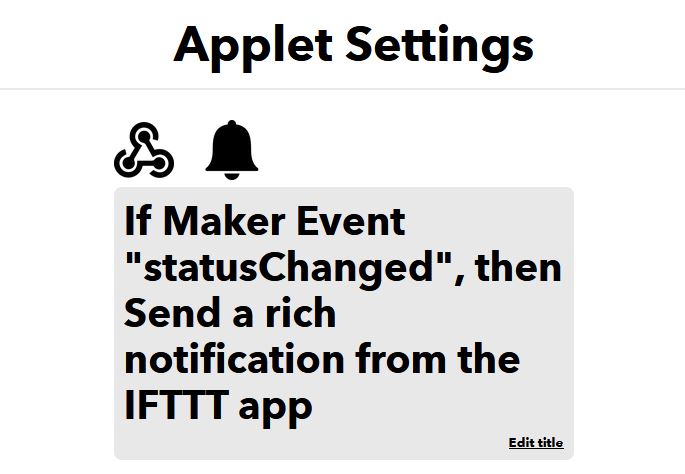 Applet Settings
If Maker Event
"statusChanged", then
Send a rich
notification from the
IFTTT app
Edit title